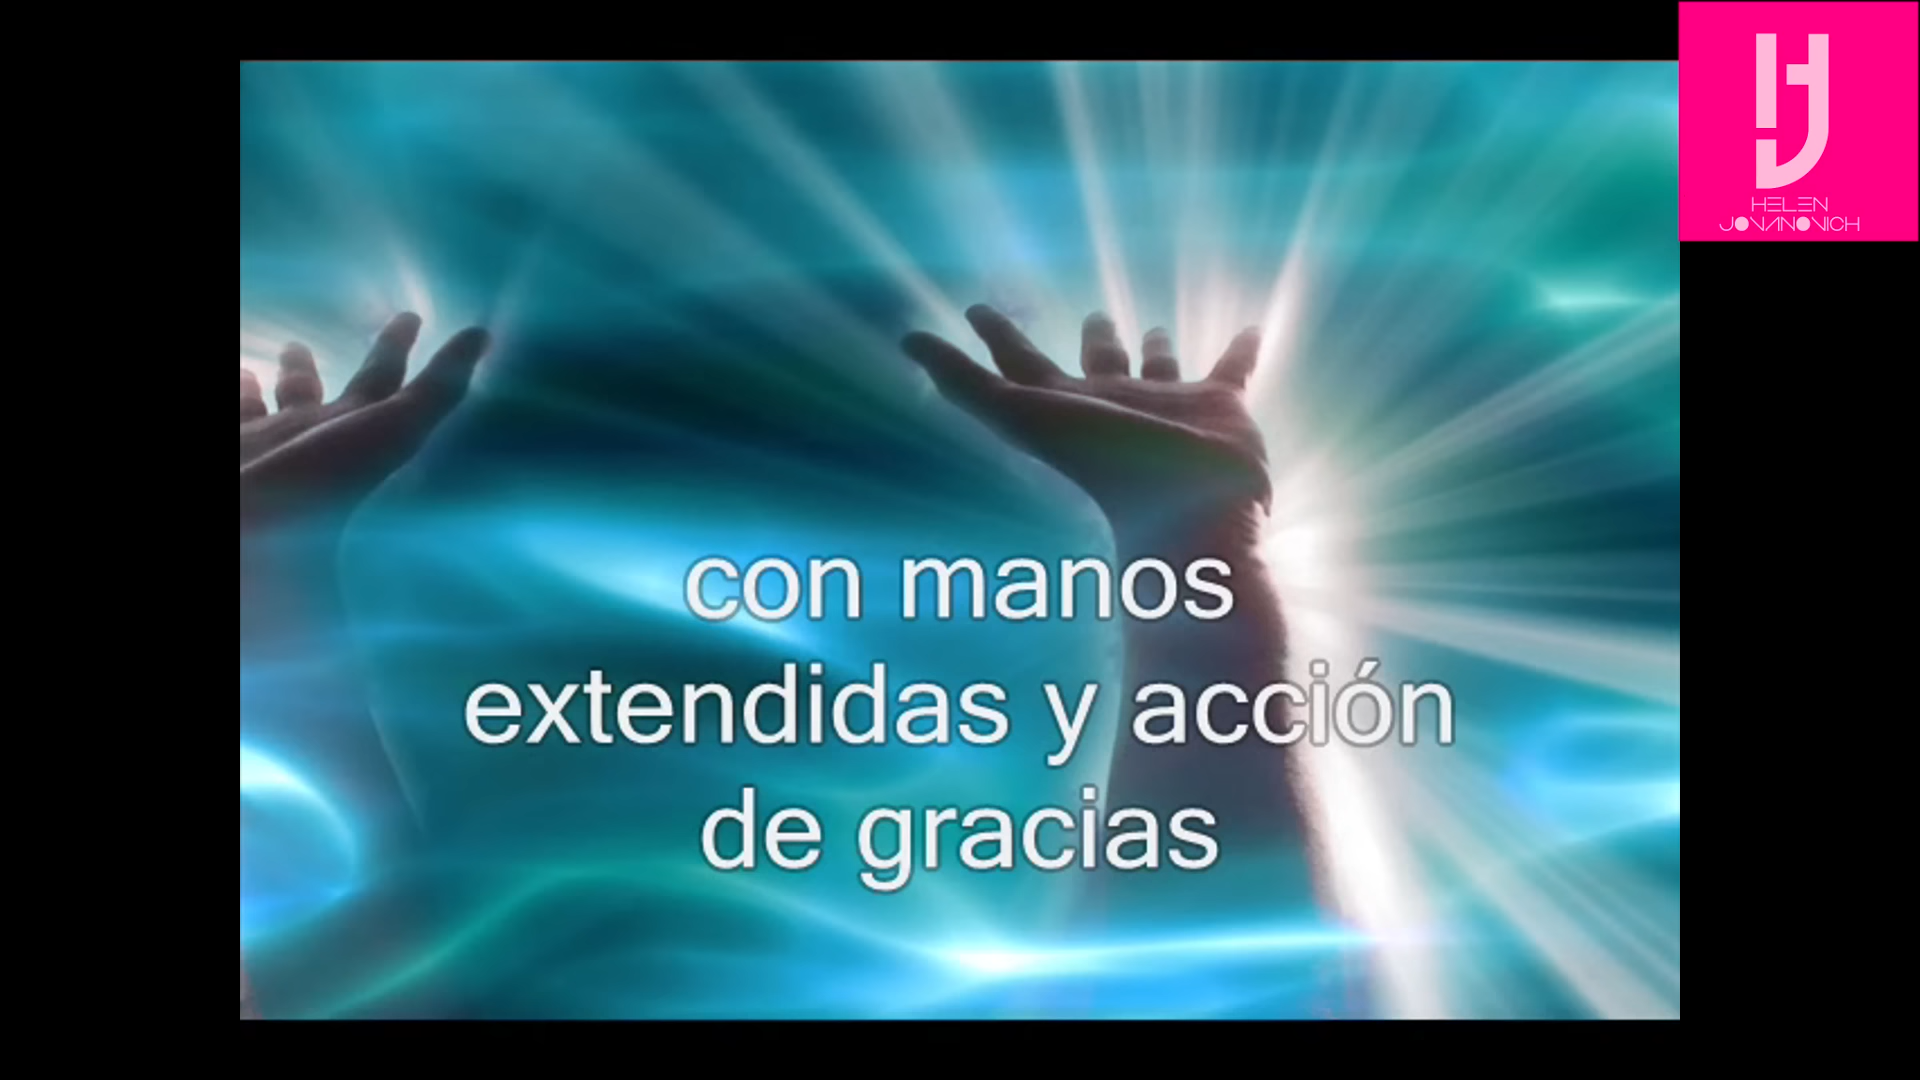 HELEN
JOVANOVICH
con manos
extendidas y acción
de gracias